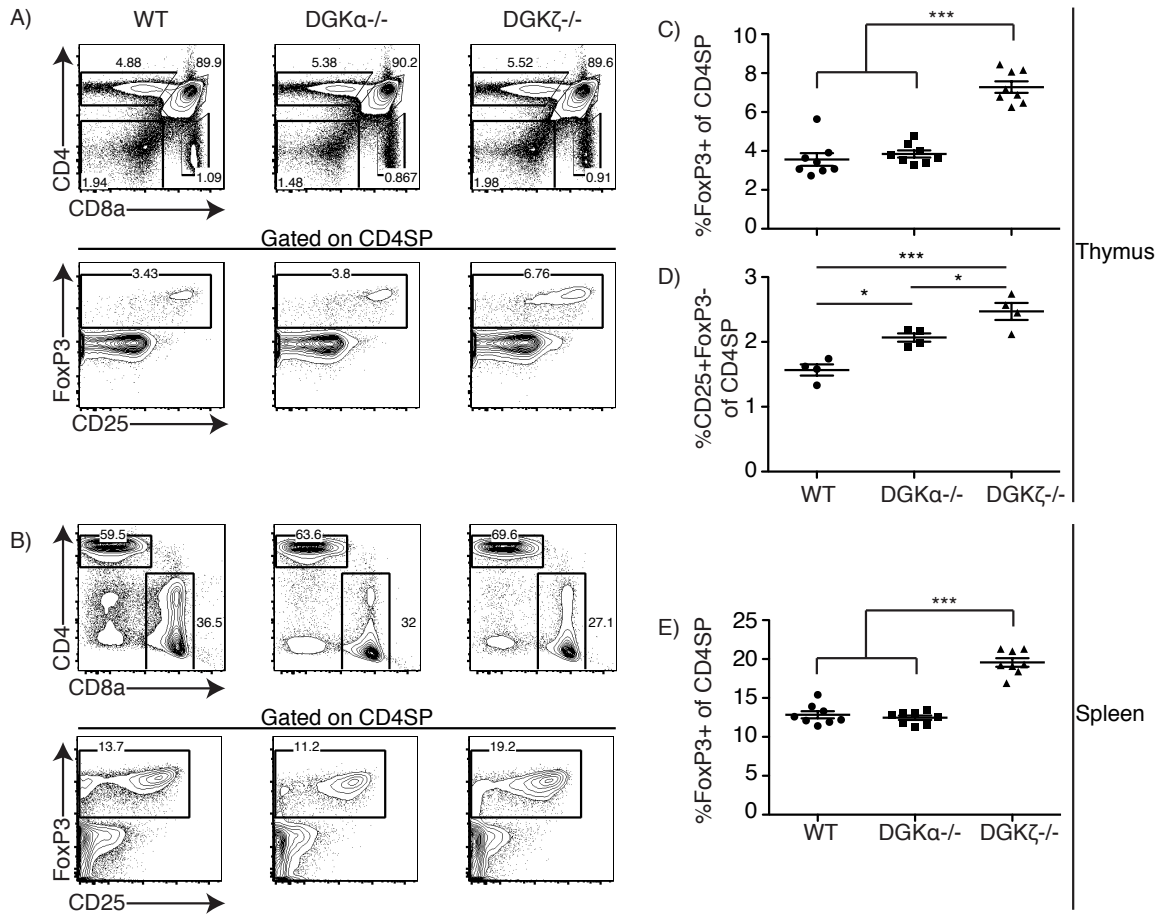 A)
WT
DGKα-/-
DGKζ-/-
4.88
89.9
1.94
1.09
5.38
90.2
1.48
0.867
5.52
89.6
1.98
0.91
CD4
CD8a
Gated on CD4SP
3.43
3.8
6.76
FoxP3
CD25
B)
59.5
36.5
63.6
32
69.6
27.1
CD4
CD8a
Gated on CD4SP
13.7
11.2
19.2
FoxP3
CD25
C)
***
%FoxP3+ of CD4SP
10
8
6
4
2
0
D)
***
*
*
%CD25+FoxP3-
of CD4SP
3
2
1
0
WT
DGKα-/-
DGKζ-/-
Thymus
E)
***
%FoxP3+ of CD4SP
25
20
15
10
5
0
WT
DGKα-/-
DGKζ-/-
Spleen